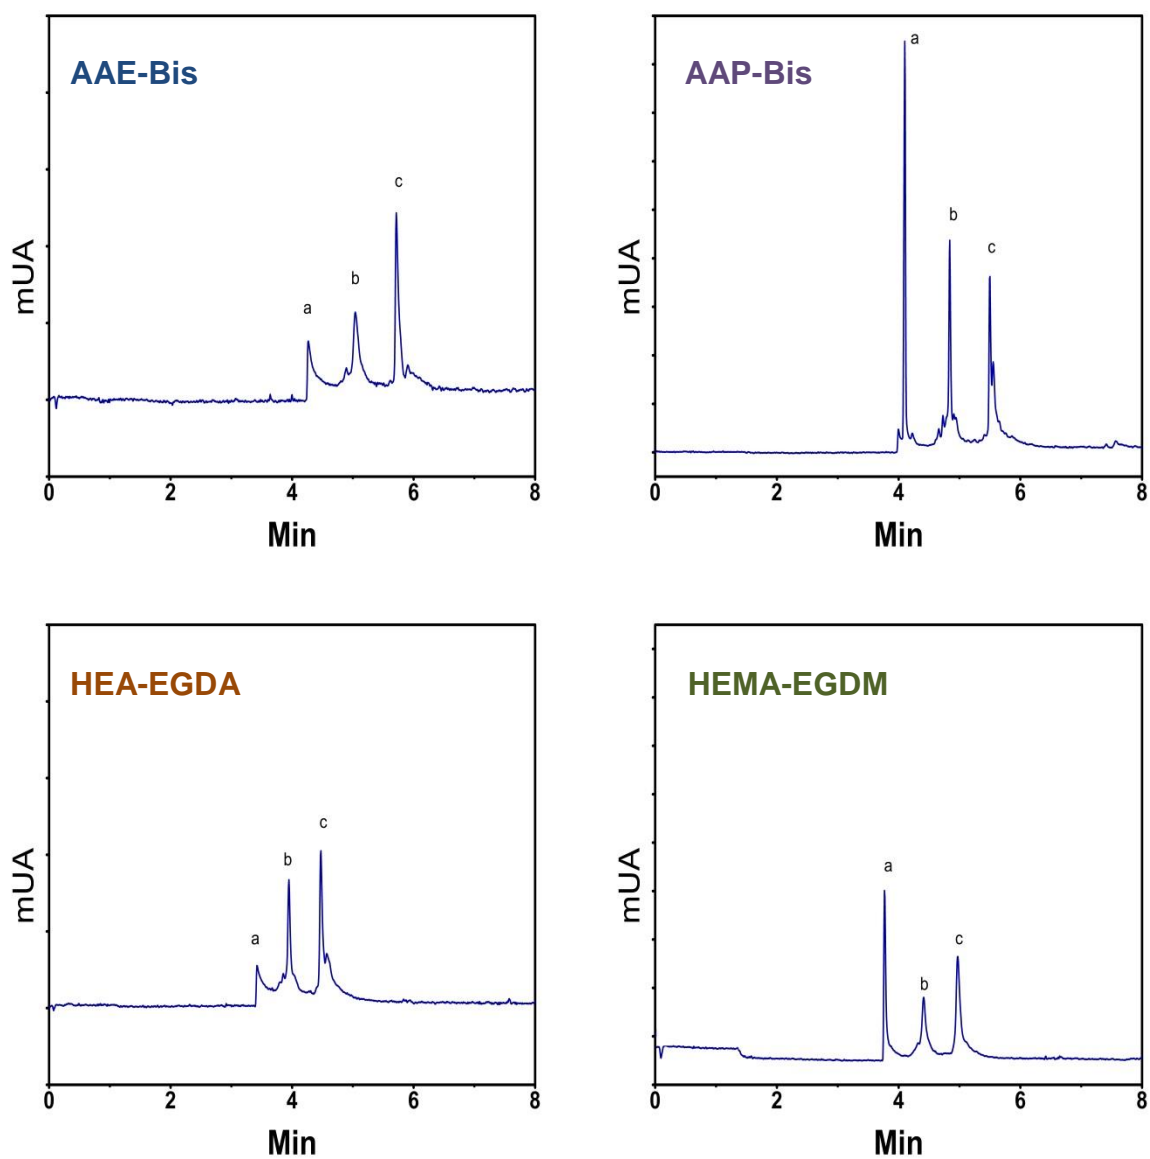 AAE-Bis
a
b
c
mUA
0 2 4 6 8
Min
AAP-Bis
a
b
c
mUA
0 2 4 6 8
Min
HEA-EGDA
a
b
c
mUA
0 2 4 6 8
Min
HEMA-EGDM
a
b
c
mUA
0 2 4 6 8
Min